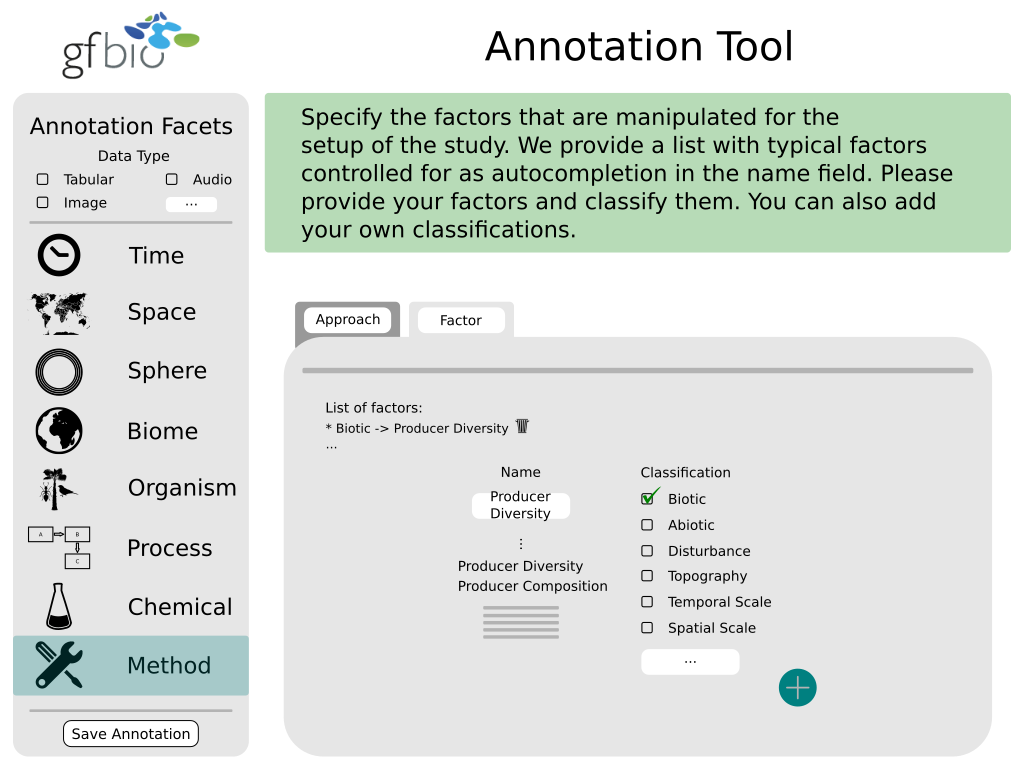 gfbio
Annotation Tool
Annotation Facets
Data Type
Tabular
Audio
Image
...
Time
Space
Sphere
Biome
Organism
A
B
C
Process
Chemical
Method
Save Annotation
Specify the factors that are manipulated for the
setup of the study. We provide a list with typical factors
controlled for as autocompletion in the name field. Please
provide your factors and classify them. You can also add
your own classifications.
Approach
Factor
List of factors:
* Biotic -> Producer Diversity
...
Name
Producer
Diversity
⋮
Producer Diversity
Producer Composition
Classification
Biotic
Abiotic
Disturbance
Topography
Temporal Scale
Spatial Scale
...